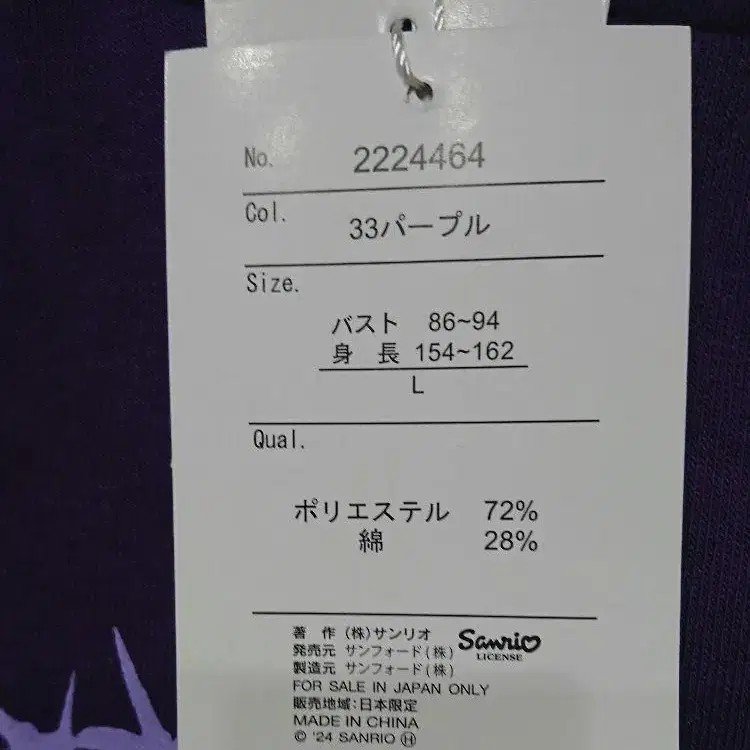 No. 2224464
Col. 33パープル
Size.
バスト 86~94
身 長 154~162
L
Qual.
ポリエステル 72%
綿 28%
著 作 (株)サンリオ
Sanrio
LICENSE
発売元 サンフォード(株)
製造元 サンフォード(株)
FOR SALE IN JAPAN ONLY
販売地域:日本限定
MADE IN CHINA
© '24 SANRIO Ⓗ